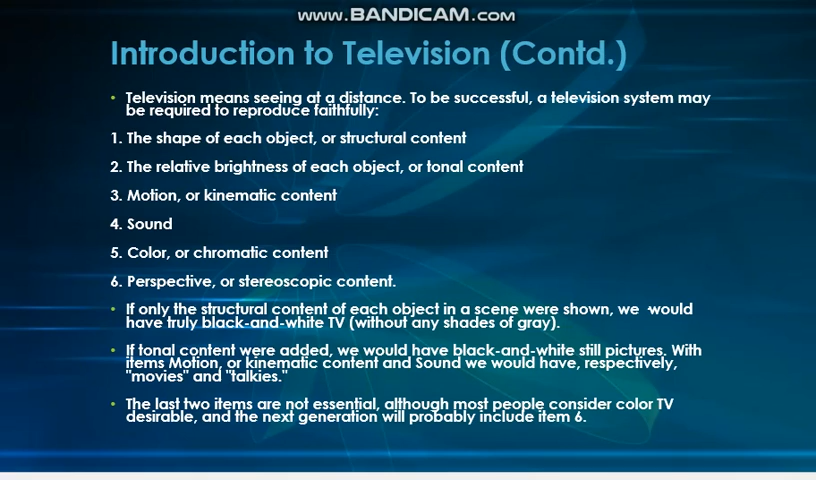 www.BANDICAM.com
Introduction to Television (Contd.)
• Television means seeing at a distance. To be successful, a television system may
be required to reproduce faithfully:
1. The shape of each object, or structural content
2. The relative brightness of each object, or tonal content
3. Motion, or kinematic content
4. Sound
5. Color, or chromatic content
6. Perspective, or stereoscopic content.
• If only the structural content of each object in a scene were shown, we would
have truly black-and-white TV (without any shades of gray).
• If tonal content were added, we would have black-and-white still pictures. With
items Motion, or kinematic content and Sound we would have, respectively,
"movies" and "talkies."
• The last two items are not essential, although most people consider color TV
desirable, and the next generation will probably include item 6.